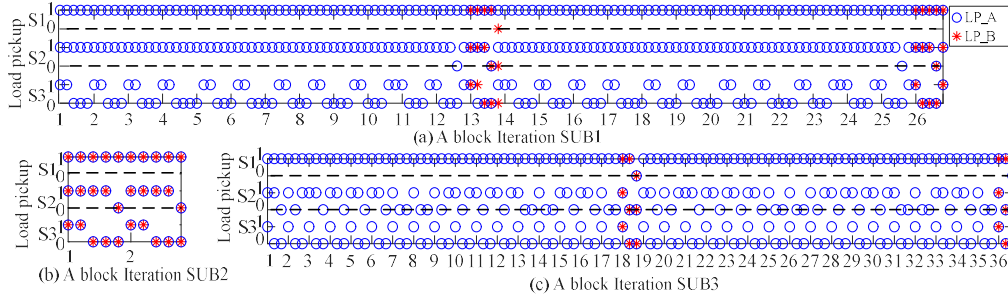 Load pickup
S1 1 0
S2 1 0
S3 1 0
LP_A
LP_B
1 2 3 4 5 6 7 8 9 10 11 12 13 14 15 16 17 18 19 20 21 22 23 24 25 26
(a) A block Iteration SUB1
Load pickup
S1 1 0
S2 1 0
S3 1 0
1 2
(b) A block Iteration SUB2
Load pickup
S1 1 0
S2 1 0
S3 1 0
1 2 3 4 5 6 7 8 9 10 11 12 13 14 15 16 17 18 19 20 21 22 23 24 25 26 27 28 29 30 31 32 33 34 35 36
(c) A block Iteration SUB3